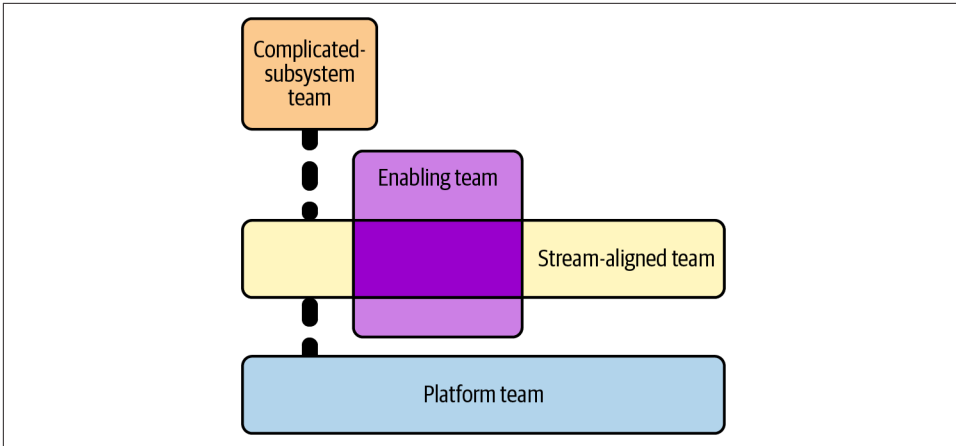 Complicated-
subsystem
team
Enabling team
Stream-aligned team
Platform team